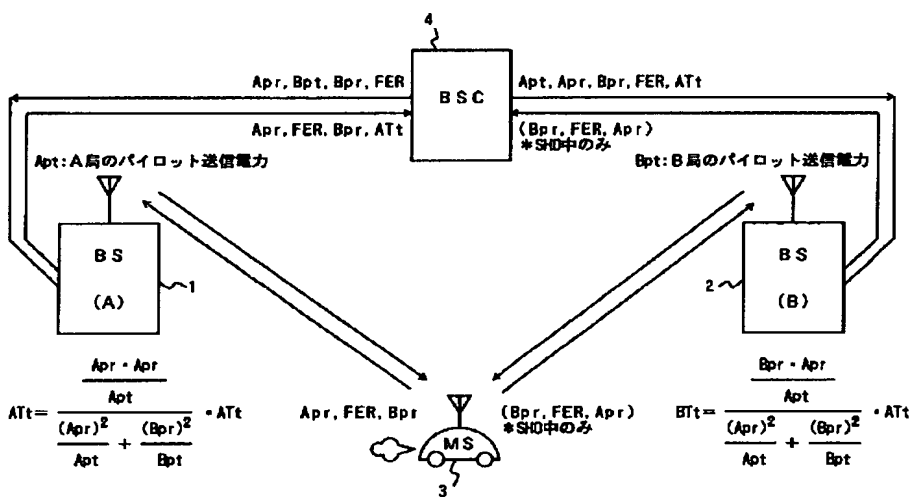 4
BSC
Apr, Bpt, Bpr, FER
Apt, Apr, Bpr, FER, ATt
Apr, FER, Bpr, ATt
(Bpr, FER, Apr)
*SHO中のみ
Apt:A局のパイロット送信電力
Bpt:B局のパイロット送信電力
BS
(A)
1
BS
(B)
2
ATt= ((Apr・Apr)/Apt)/((Apr)²/Apt + (Bpr)²/Bpt) ・ATt
Apr, FER, Bpr
(Bpr, FER, Apr)
*SHO中のみ
MS
3
BTt= ((Bpr・Apr)/Apt)/((Apr)²/Apt + (Bpr)²/Bpt) ・ATt